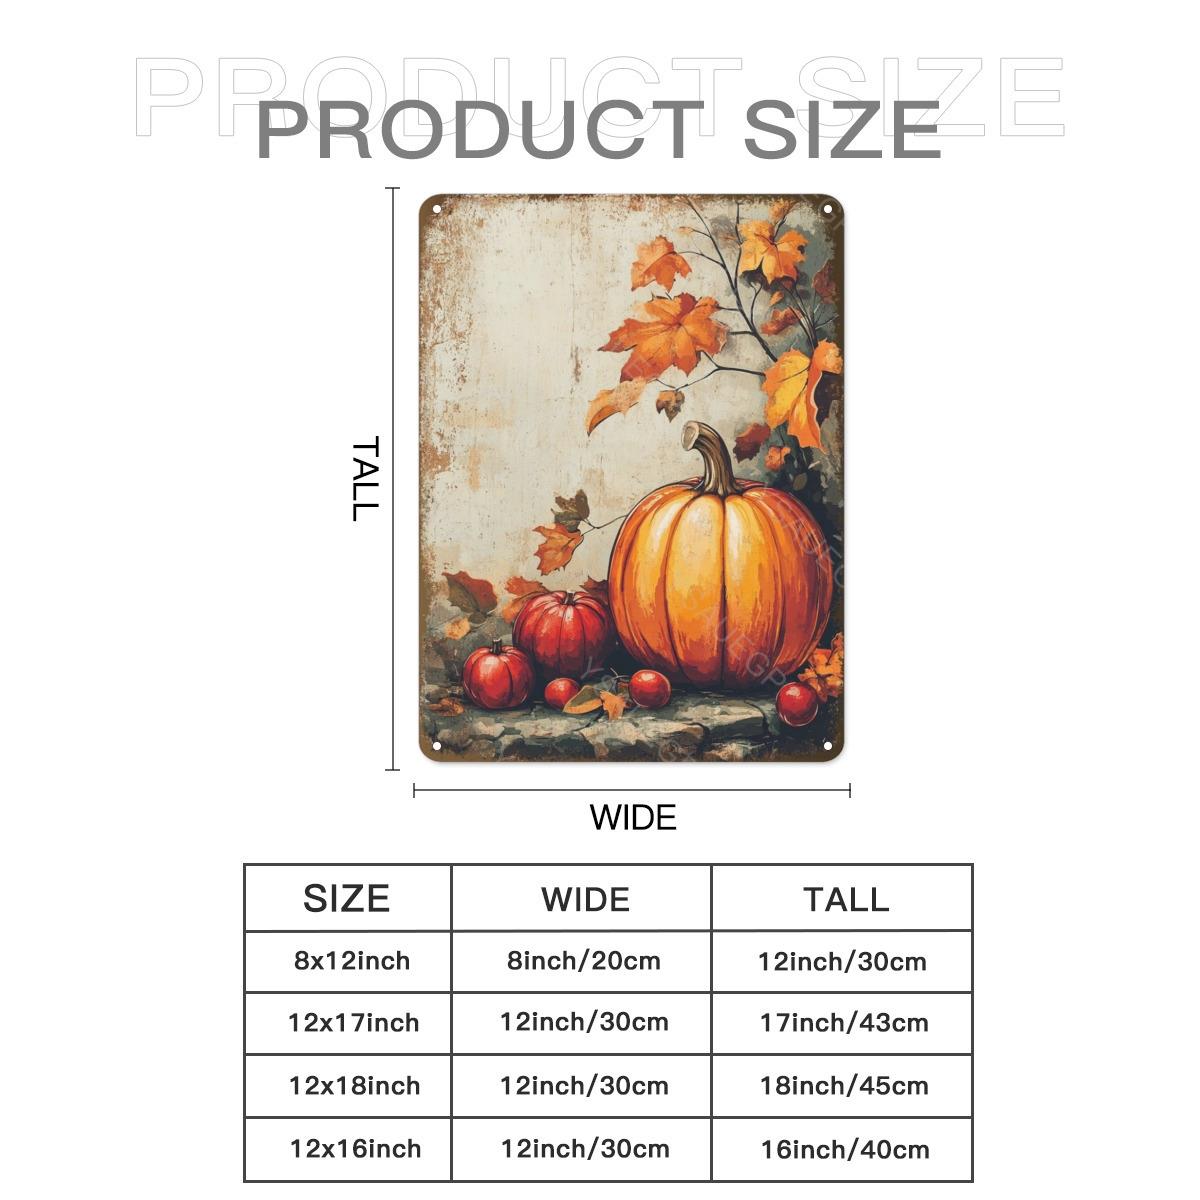 PRODUCT SIZE
PRODUCT SIZE
TALL
WIDE
SIZE WIDE TALL
8x12inch 8inch/20cm 12inch/30cm
12x17inch 12inch/30cm 17inch/43cm
12x18inch 12inch/30cm 18inch/45cm
12x16inch 12inch/30cm 16inch/40cm